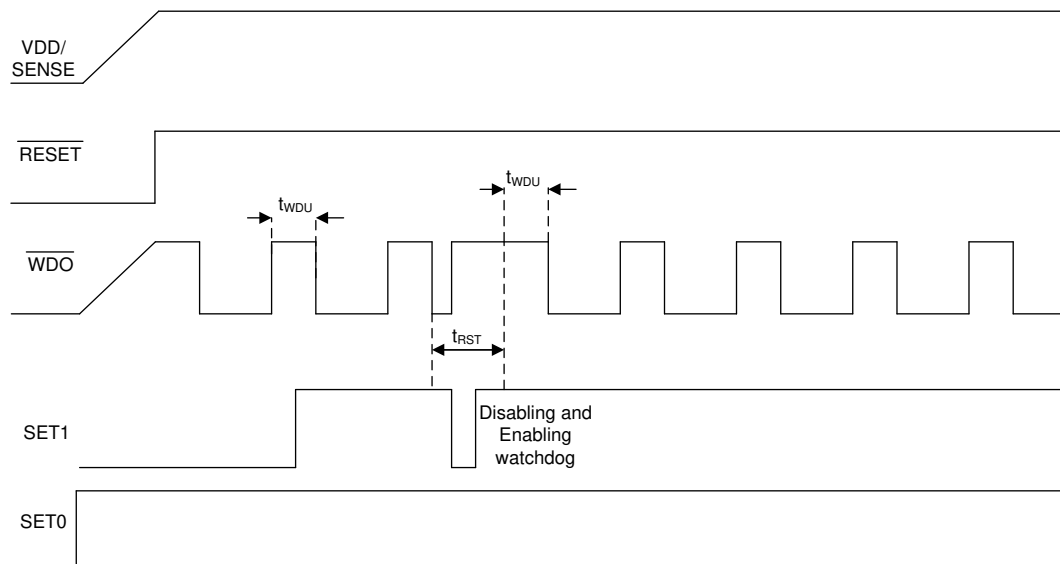 VDD/
SENSE
RESET
tWDU
tWDU
WDO
tRST
SET1
Disabling and
Enabling
watchdog
SET0